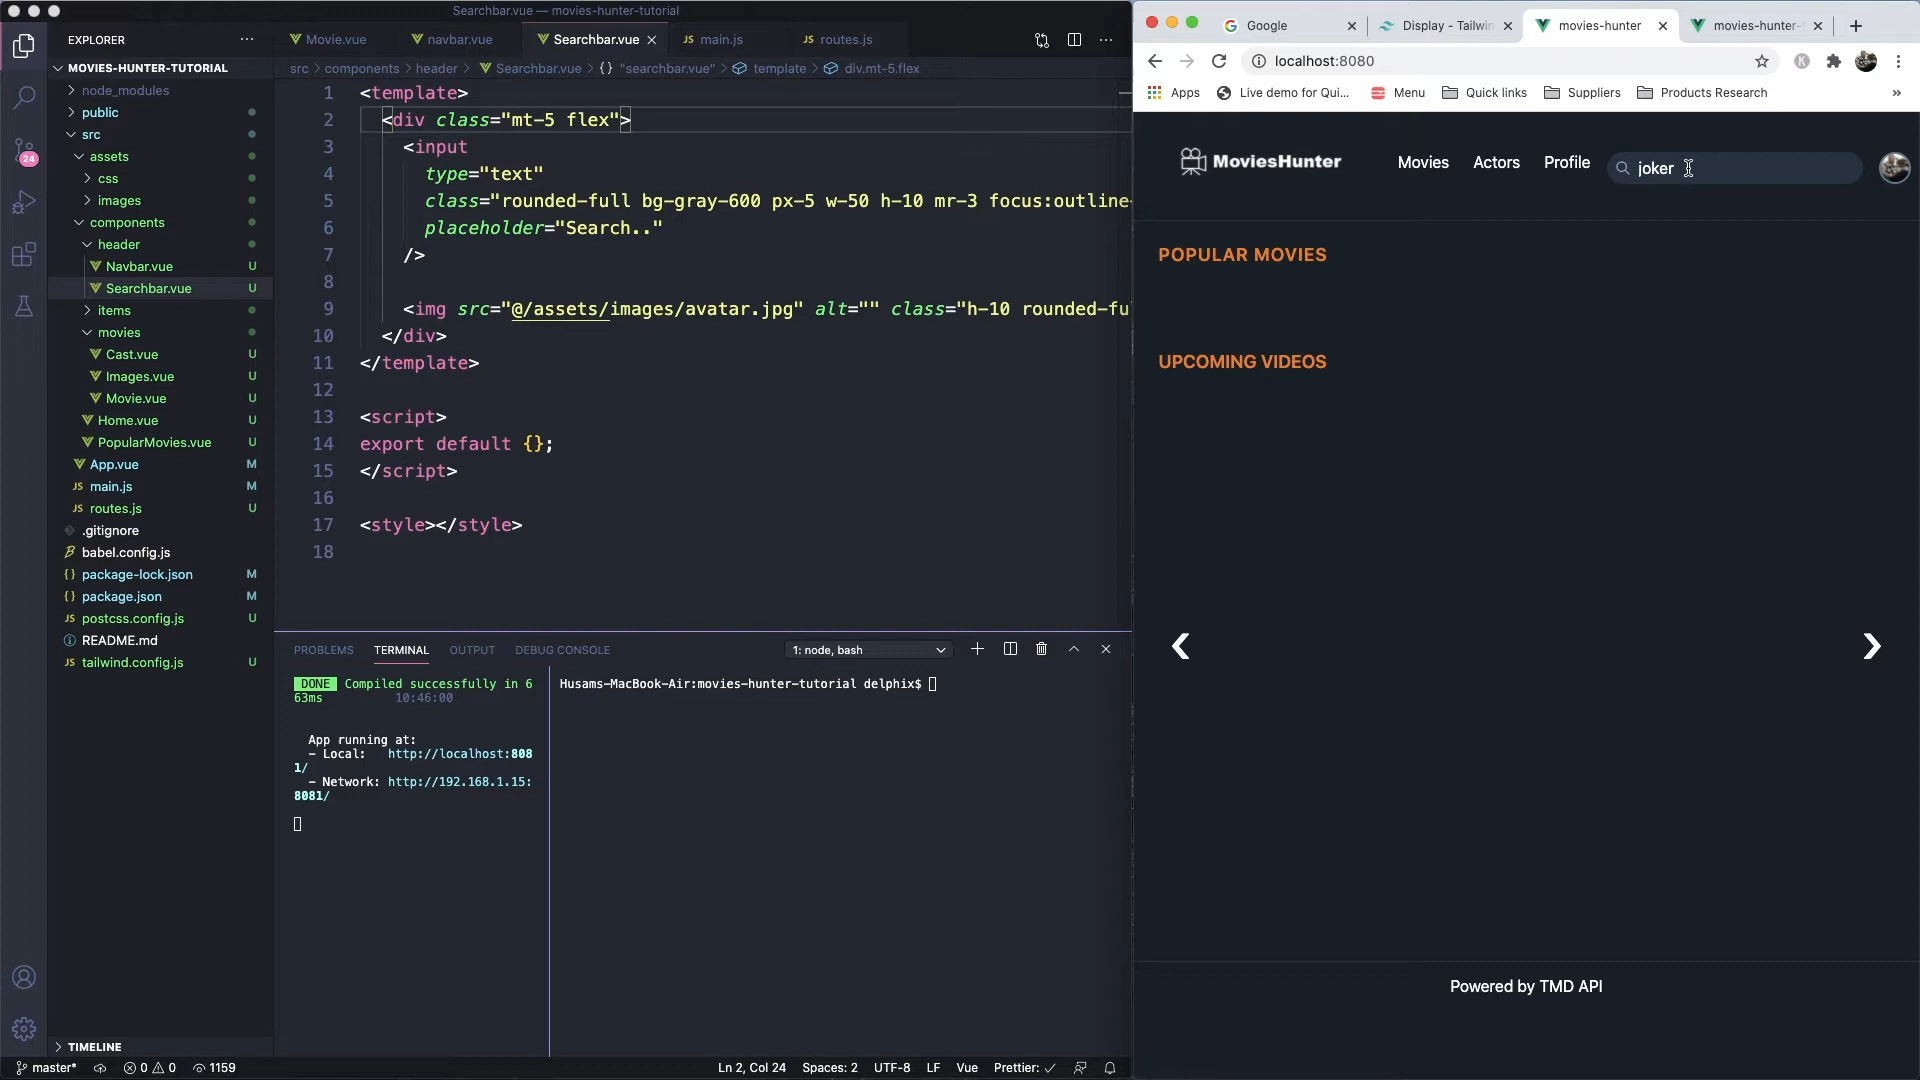 Searchbar.vue — movies-hunter-tutorial
EXPLORER
MOVIES-HUNTER-TUTORIAL
node_modules
public
src
assets
css
images
components
header
Navbar.vue U
Searchbar.vue U
items
movies
Cast.vue U
Images.vue U
Movie.vue U
Home.vue U
PopularMovies.vue U
App.vue M
JS main.js M
JS routes.js U
.gitignore
babel.config.js
{} package-lock.json M
{} package.json M
JS postcss.config.js U
README.md
JS tailwind.config.js U
TIMELINE
24
Movie.vue
navbar.vue
Searchbar.vue
JS main.js
JS routes.js
src > components > header > Searchbar.vue > {} "searchbar.vue" > template > div.mt-5.flex
1 <template>
2 <div class="mt-5 flex">
3 <input
4 type="text"
5 class="rounded-full bg-gray-600 px-5 w-50 h-10 mr-3 focus:outline-
6 placeholder="Search.."
7 />
8
9 <img src="@/assets/images/avatar.jpg" alt="" class="h-10 rounded-fu
10 </div>
11 </template>
12
13 <script>
14 export default {};
15 </script>
16
17 <style></style>
18
PROBLEMS TERMINAL OUTPUT DEBUG CONSOLE
1: node, bash
DONE Compiled successfully in 6
63ms 10:46:00
App running at:
- Local: http://localhost:808
1/
- Network: http://192.168.1.15:
8081/
Husams-MacBook-Air:movies-hunter-tutorial delphix$
master* 0 0 1159
Ln 2, Col 24 Spaces: 2 UTF-8 LF Vue Prettier: ✓
Google
Display - Tailwin
movies-hunter
movies-hunter-
localhost:8080
K
Apps
Live demo for Qui...
Menu
Quick links
Suppliers
Products Research
»
MoviesHunter
Movies Actors Profile
joker
POPULAR MOVIES
UPCOMING VIDEOS
Powered by TMD API